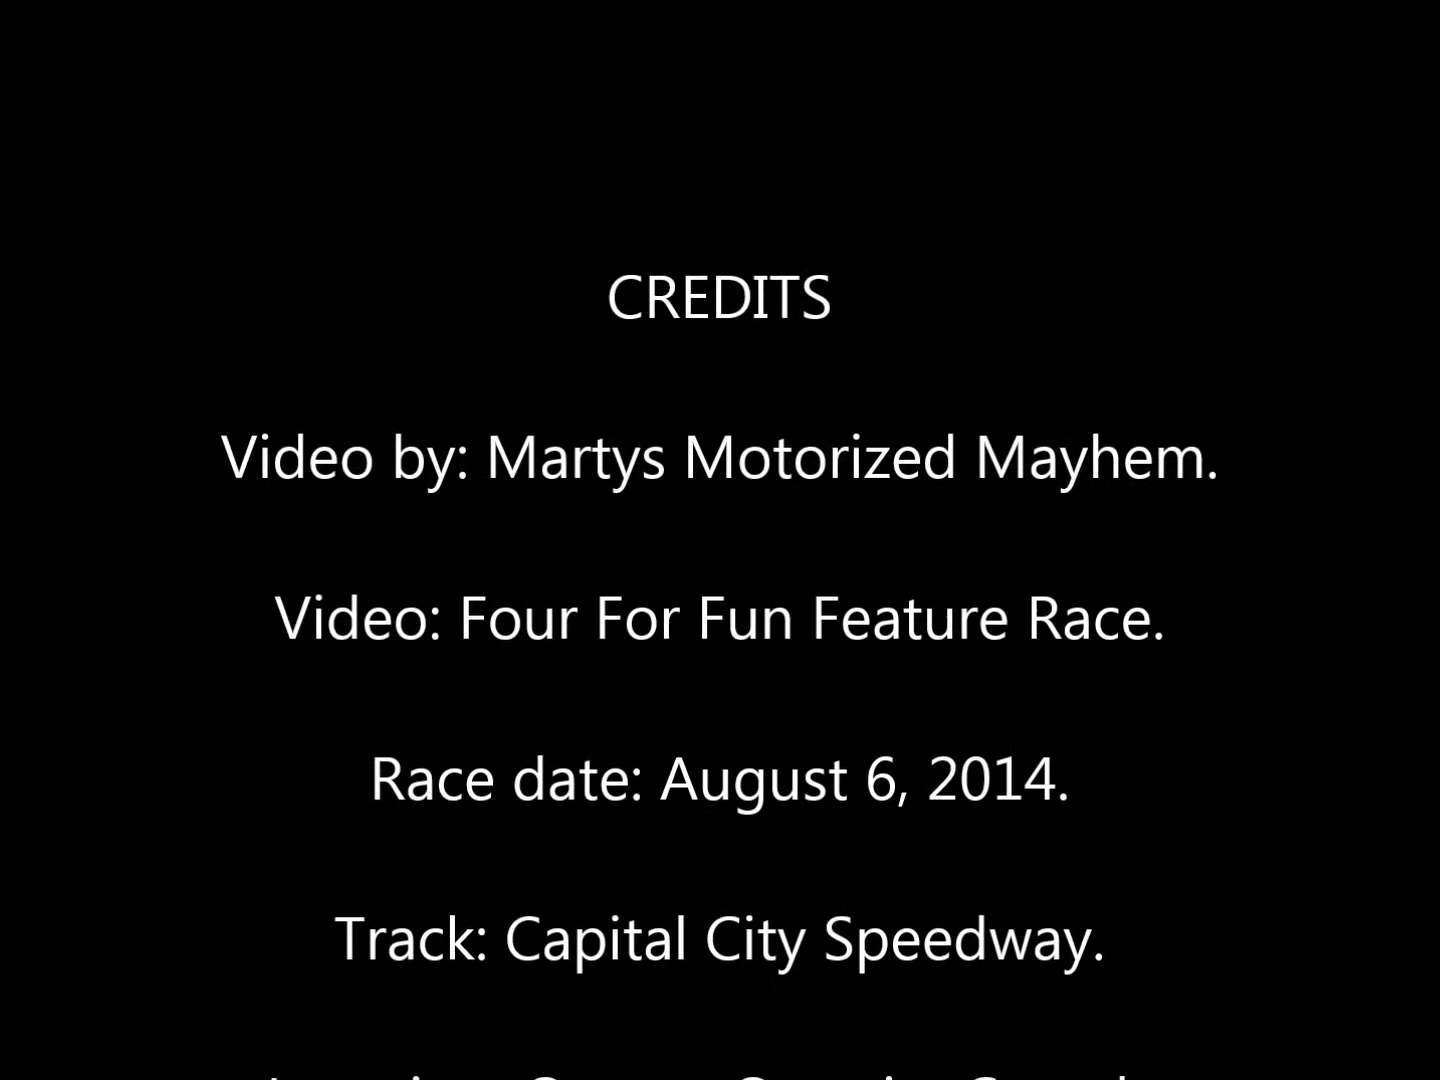 CREDITS
Video by: Martys Motorized Mayhem.
Video: Four For Fun Feature Race.
Race date: August 6, 2014.
Track: Capital City Speedway.